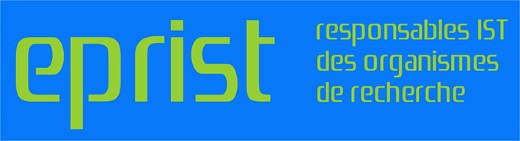 eprist
responsables IST
des organismes
de recherche